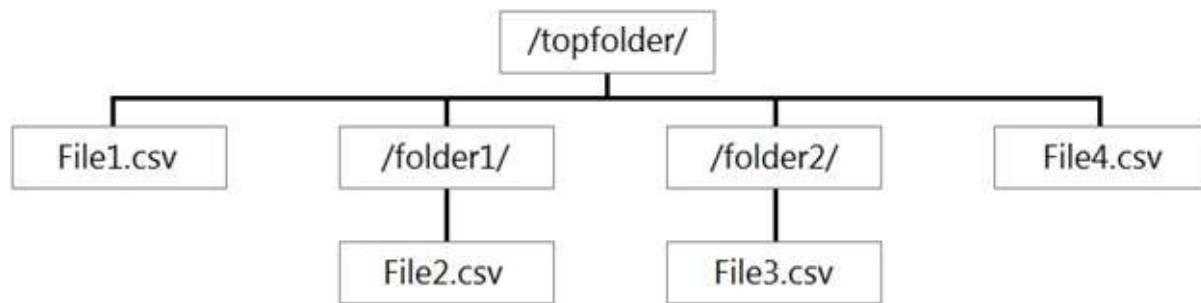 /topfolder/
File1.csv
/folder1/
/folder2/
File4.csv
File2.csv
File3.csv